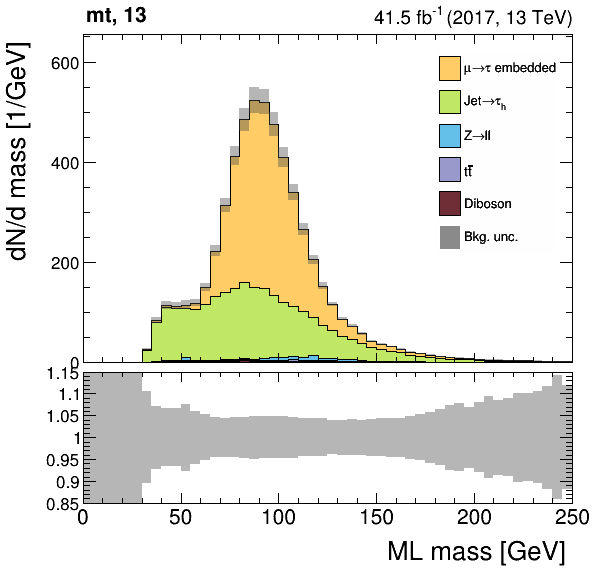 mt, 13
41.5 fb⁻¹ (2017, 13 TeV)
dN/d mass [1/GeV]
600
400
200
0
μ→τ embedded
Jet→τₕ
Z→ll
tt̄
Diboson
Bkg. unc.
1.15
1.1
1.05
1
0.95
0.9
0.85
0 50 100 150 200 250
ML mass [GeV]